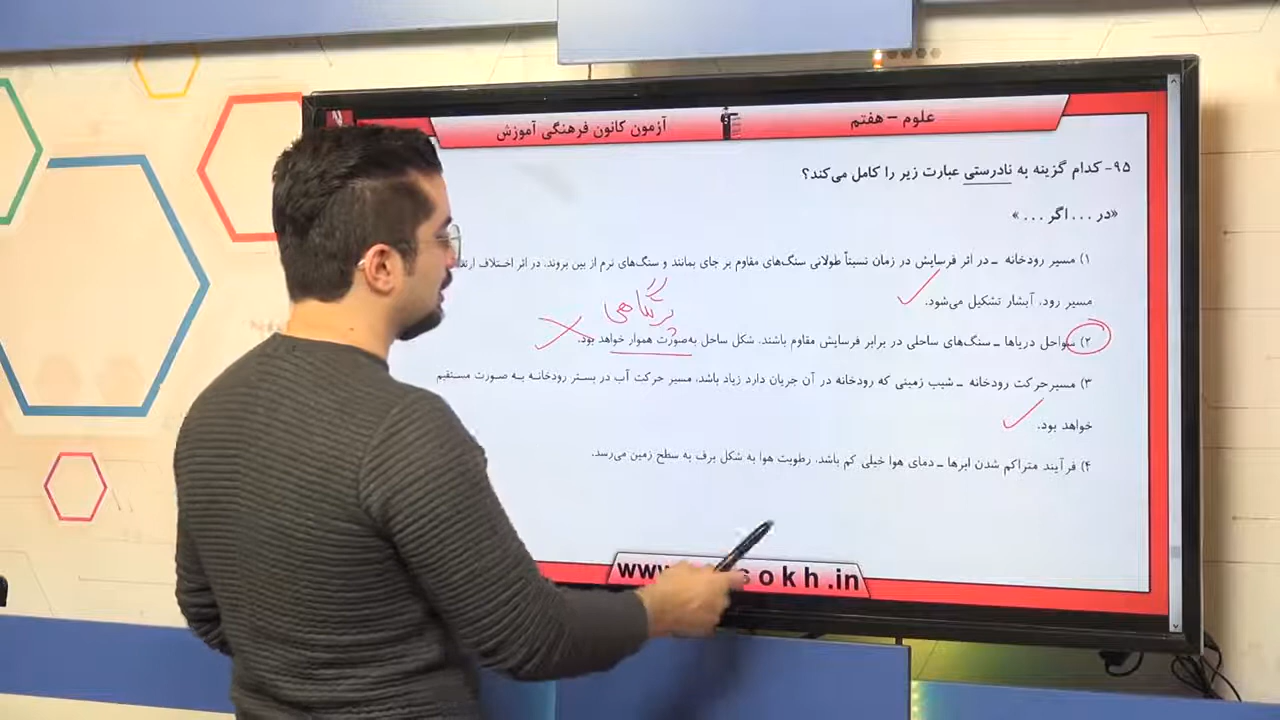 علوم – هفتم
آزمون کانون فرهنگی آموزش
۹۵- کدام گزینه به نادرستی عبارت زیر را کامل می‌کند؟
«در ... اگر ... »
۱) مسیر رودخانه – در اثر فرسایش در زمان نسبتاً طولانی سنگ‌های مقاوم بر جای بمانند و سنگ‌های نرم از بین بروند، در اثر اختلاف
مسیر رود، آبشار تشکیل می‌شود.
پرتگاهی
۲) سواحل دریاها – سنگ‌های ساحلی در برابر فرسایش مقاوم باشند، شکل ساحل به‌صورت هموار خواهد بود.
۳) مسیر حرکت رودخانه – شیب زمینی که رودخانه در آن جریان دارد زیاد باشد، مسیر حرکت آب در بستر رودخانه به صورت مستقیم
خواهد بود.
۴) فرآیند متراکم شدن ابرها – دمای هوا خیلی کم باشد، رطوبت هوا به شکل برف به سطح زمین می‌رسد.